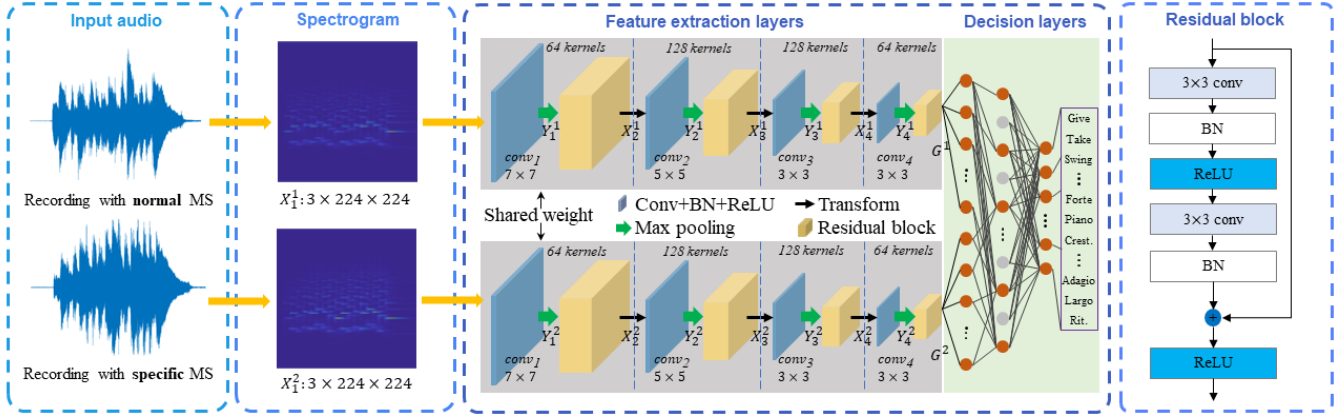 Input audio
Recording with normal MS
Recording with specific MS
Spectrogram
X₁¹: 3 × 224 × 224
X₁²: 3 × 224 × 224
Feature extraction layers
64 kernels 128 kernels 128 kernels 64 kernels
Y₁¹ X₂¹ Y₂¹ X₃¹ Y₃¹ X₄¹ Y₄¹ G¹
conv₁ conv₂ conv₃ conv₄
7 × 7 5 × 5 3 × 3 3 × 3
Shared weight
Conv+BN+ReLU Transform
Max pooling Residual block
64 kernels 128 kernels 128 kernels 64 kernels
Y₁² X₂² Y₂² X₃² Y₃² X₄² Y₄² G²
conv₁ conv₂ conv₃ conv₄
7 × 7 5 × 5 3 × 3 3 × 3
Decision layers
Give
Take
Swing
Forte
Piano
Crest.
Adagio
Largo
Rit.
Residual block
3×3 conv
BN
ReLU
3×3 conv
BN
+
ReLU